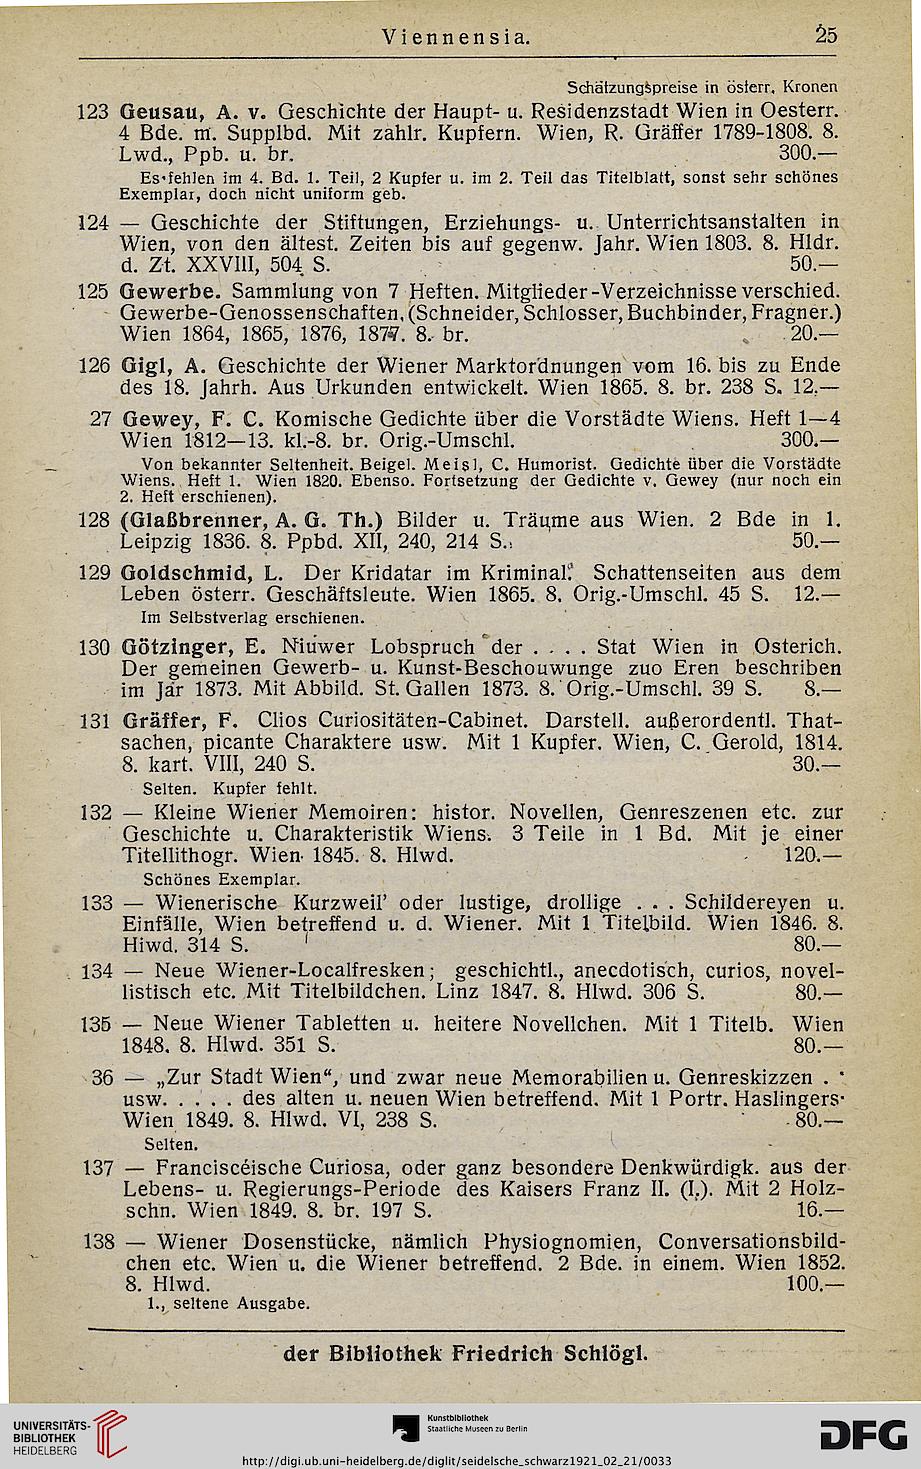 Viennensia. 25
Schätzungspreise in österr. Kronen
123 Geusau, A. v. Geschichte der Haupt- u. Residenzstadt Wien in Oesterr.
4 Bde. m. Supplbd. Mit zahlr. Kupfern. Wien, R. Gräffer 1789-1808. 8.
Lwd., Ppb. u. br. 300.—
Es fehlen im 4. Bd. 1. Teil, 2 Kupfer u. im 2. Teil das Titelblatt, sonst sehr schönes
Exemplar, doch nicht uniform geb.
124 — Geschichte der Stiftungen, Erziehungs- u. Unterrichtsanstalten in
Wien, von den ältest. Zeiten bis auf gegenw. Jahr. Wien 1803. 8. Hldr.
d. Zt. XXVIII, 504 S. 50.—
125 Gewerbe. Sammlung von 7 Heften. Mitglieder-Verzeichnisse verschied.
Gewerbe-Genossenschaften, (Schneider, Schlosser, Buchbinder, Fragner.)
Wien 1864, 1865, 1876, 1877. 8. br. 20.—
126 Gigl, A. Geschichte der Wiener Marktordnungen vom 16. bis zu Ende
des 18. Jahrh. Aus Urkunden entwickelt. Wien 1865. 8. br. 238 S. 12.—
27 Gewey, F. C. Komische Gedichte über die Vorstädte Wiens. Heft 1—4
Wien 1812—13. kl.-8. br. Orig.-Umschl. 300.—
Von bekannter Seltenheit. Beigel. Meisl, C. Humorist. Gedichte über die Vorstädte
Wiens. Heft 1. Wien 1820. Ebenso. Fortsetzung der Gedichte v. Gewey (nur noch ein
2. Heft erschienen).
128 (Glaßbrenner, A. G. Th.) Bilder u. Träume aus Wien. 2 Bde in 1.
Leipzig 1836. 8. Ppbd. XII, 240, 214 S. 50.—
129 Goldschmid, L. Der Kridatar im Kriminal. Schattenseiten aus dem
Leben österr. Geschäftsleute. Wien 1865. 8. Orig.-Umschl. 45 S. 12.—
Im Selbstverlag erschienen.
130 Götzinger, E. Niuwer Lobspruch der . . . . Stat Wien in Osterich.
Der gemeinen Gewerb- u. Kunst-Beschouwunge zuo Eren beschriben
im Jar 1873. Mit Abbild. St. Gallen 1873. 8. Orig.-Umschl. 39 S. 8.—
131 Gräffer, F. Clios Curiositäten-Cabinet. Darstell. außerordentl. That-
sachen, picante Charaktere usw. Mit 1 Kupfer. Wien, C. Gerold, 1814.
8. kart. VIII, 240 S. 30.—
Selten. Kupfer fehlt.
132 — Kleine Wiener Memoiren: histor. Novellen, Genreszenen etc. zur
Geschichte u. Charakteristik Wiens. 3 Teile in 1 Bd. Mit je einer
Titellithogr. Wien 1845. 8. Hlwd. 120.—
Schönes Exemplar.
133 — Wienerische Kurzweil' oder lustige, drollige . . . Schildereyen u.
Einfälle, Wien betreffend u. d. Wiener. Mit 1 Titelbild. Wien 1846. 8.
Hlwd. 314 S. 80.—
134 — Neue Wiener-Localfresken; geschichtl., anecdotisch, curios, novel-
listisch etc. Mit Titelbildchen. Linz 1847. 8. Hlwd. 306 S. 80.—
135 — Neue Wiener Tabletten u. heitere Novellchen. Mit 1 Titelb. Wien
1848. 8. Hlwd. 351 S. 80.—
36 — „Zur Stadt Wien“, und zwar neue Memorabilien u. Genreskizzen . .
usw. . . . . des alten u. neuen Wien betreffend. Mit 1 Portr. Haslingers.
Wien 1849. 8. Hlwd. VI, 238 S. 80.—
Selten.
137 — Francisceische Curiosa, oder ganz besondere Denkwürdigk. aus der
Lebens- u. Regierungs-Periode des Kaisers Franz II. (I.). Mit 2 Holz-
schn. Wien 1849. 8. br. 197 S. 16.—
138 — Wiener Dosenstücke, nämlich Physiognomien, Conversationsbild-
chen etc. Wien u. die Wiener betreffend. 2 Bde. in einem. Wien 1852.
8. Hlwd. 100.—
1., seltene Ausgabe.
der Bibliothek Friedrich Schlögl.
UNIVERSITÄTS-
BIBLIOTHEK
HEIDELBERG
Kunstbibliothek
Staatliche Museen zu Berlin
DFG
http://digi.ub.uni-heidelberg.de/diglit/seidelsche_schwarz1921_02_21/0033